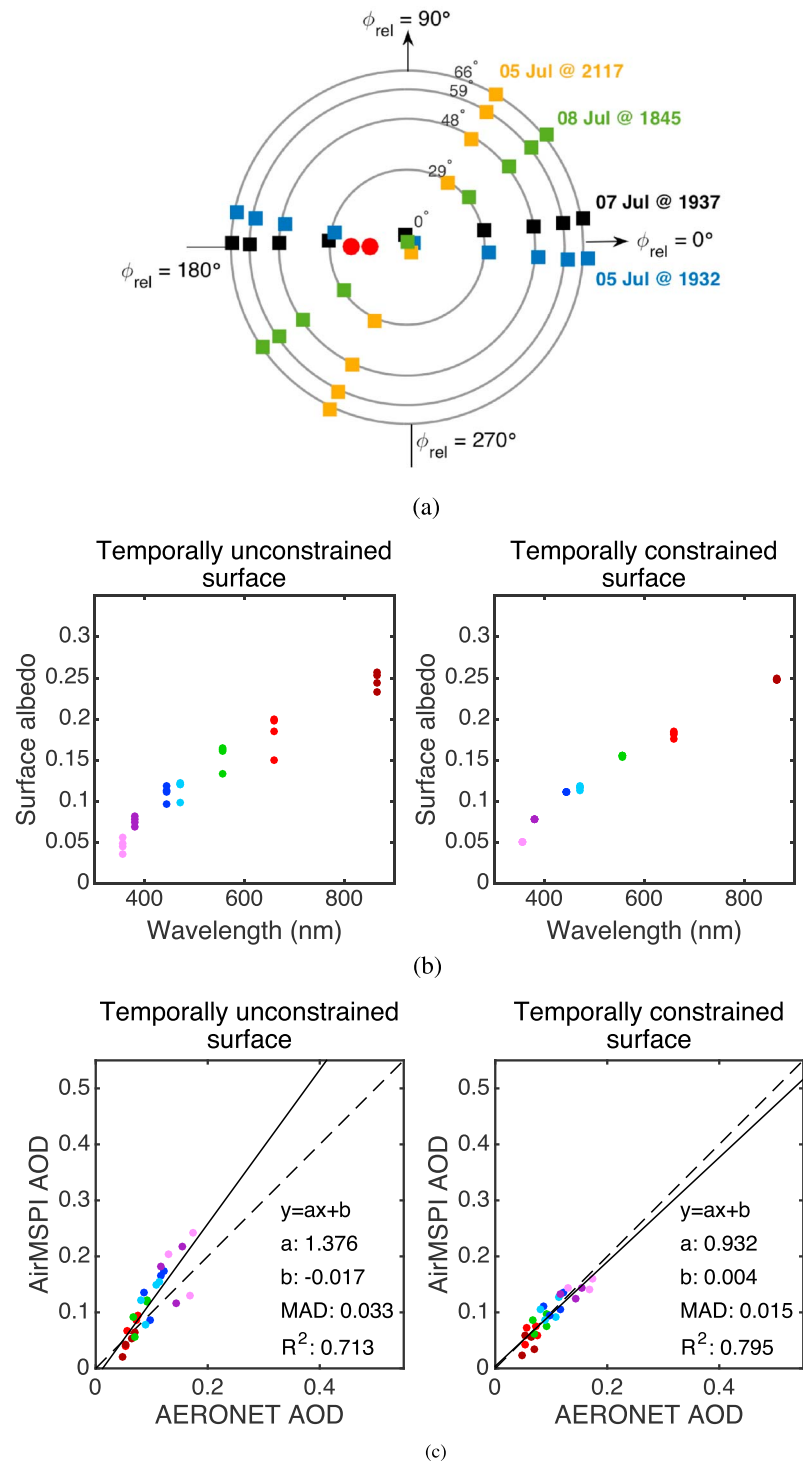 ϕrel = 90°
66°
05 Jul @ 2117
59°
48°
08 Jul @ 1845
29°
07 Jul @ 1937
0°
ϕrel = 0°
ϕrel = 180°
05 Jul @ 1932
ϕrel = 270°
(a)
Temporally unconstrained
surface
0.3
0.25
0.2
0.15
0.1
0.05
0
Surface albedo
400 600 800
Wavelength (nm)
Temporally constrained
surface
0.3
0.25
0.2
0.15
0.1
0.05
0
Surface albedo
400 600 800
Wavelength (nm)
(b)
Temporally unconstrained
surface
0.5
0.4
0.3
0.2
0.1
0
AirMSPI AOD
y=ax+b
a: 1.376
b: -0.017
MAD: 0.033
R²: 0.713
0 0.2 0.4
AERONET AOD
Temporally constrained
surface
0.5
0.4
0.3
0.2
0.1
0
AirMSPI AOD
y=ax+b
a: 0.932
b: 0.004
MAD: 0.015
R²: 0.795
0 0.2 0.4
AERONET AOD
(c)